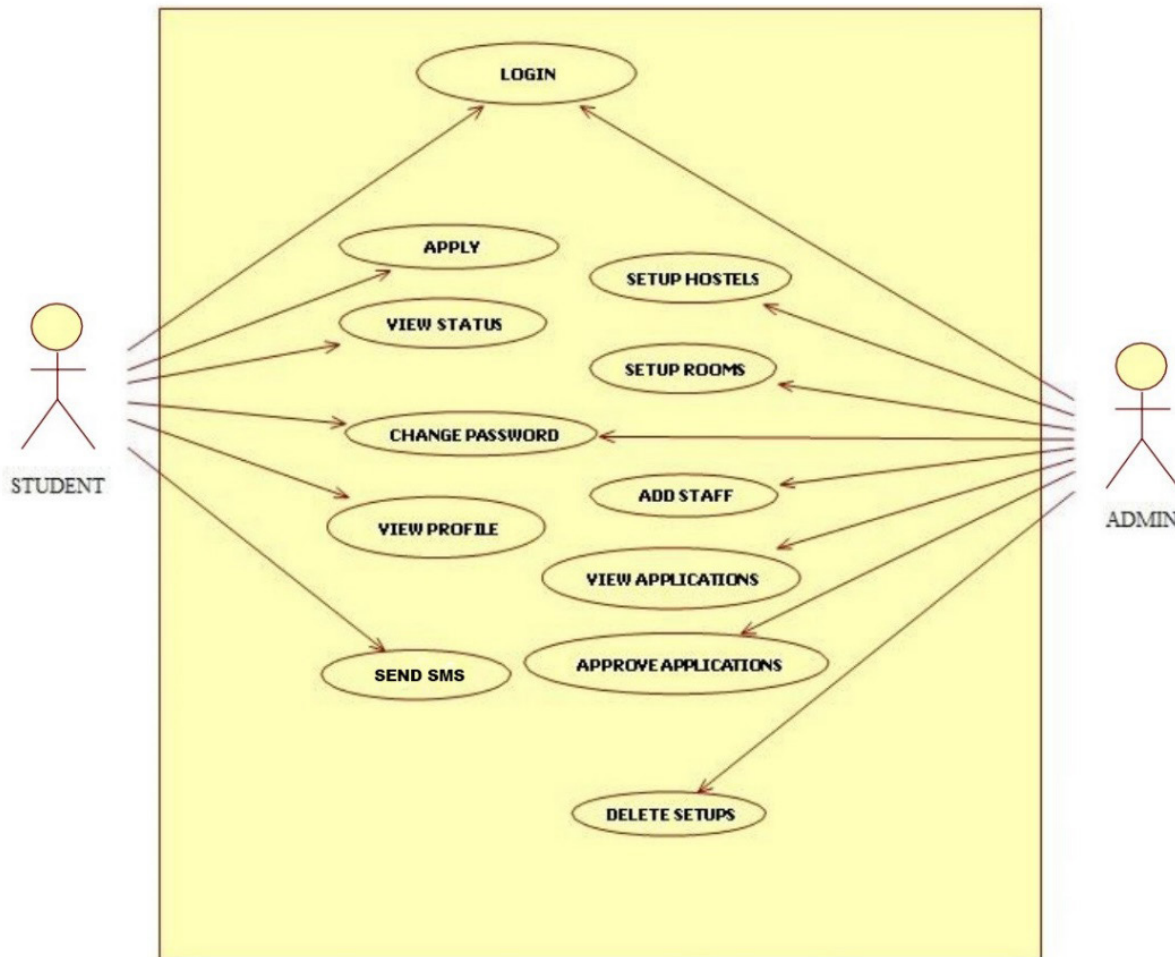 LOGIN
APPLY
SETUP HOSTELS
VIEW STATUS
SETUP ROOMS
CHANGE PASSWORD
STUDENT
ADD STAFF
ADMIN
VIEW PROFILE
VIEW APPLICATIONS
APPROVE APPLICATIONS
SEND SMS
DELETE SETUPS